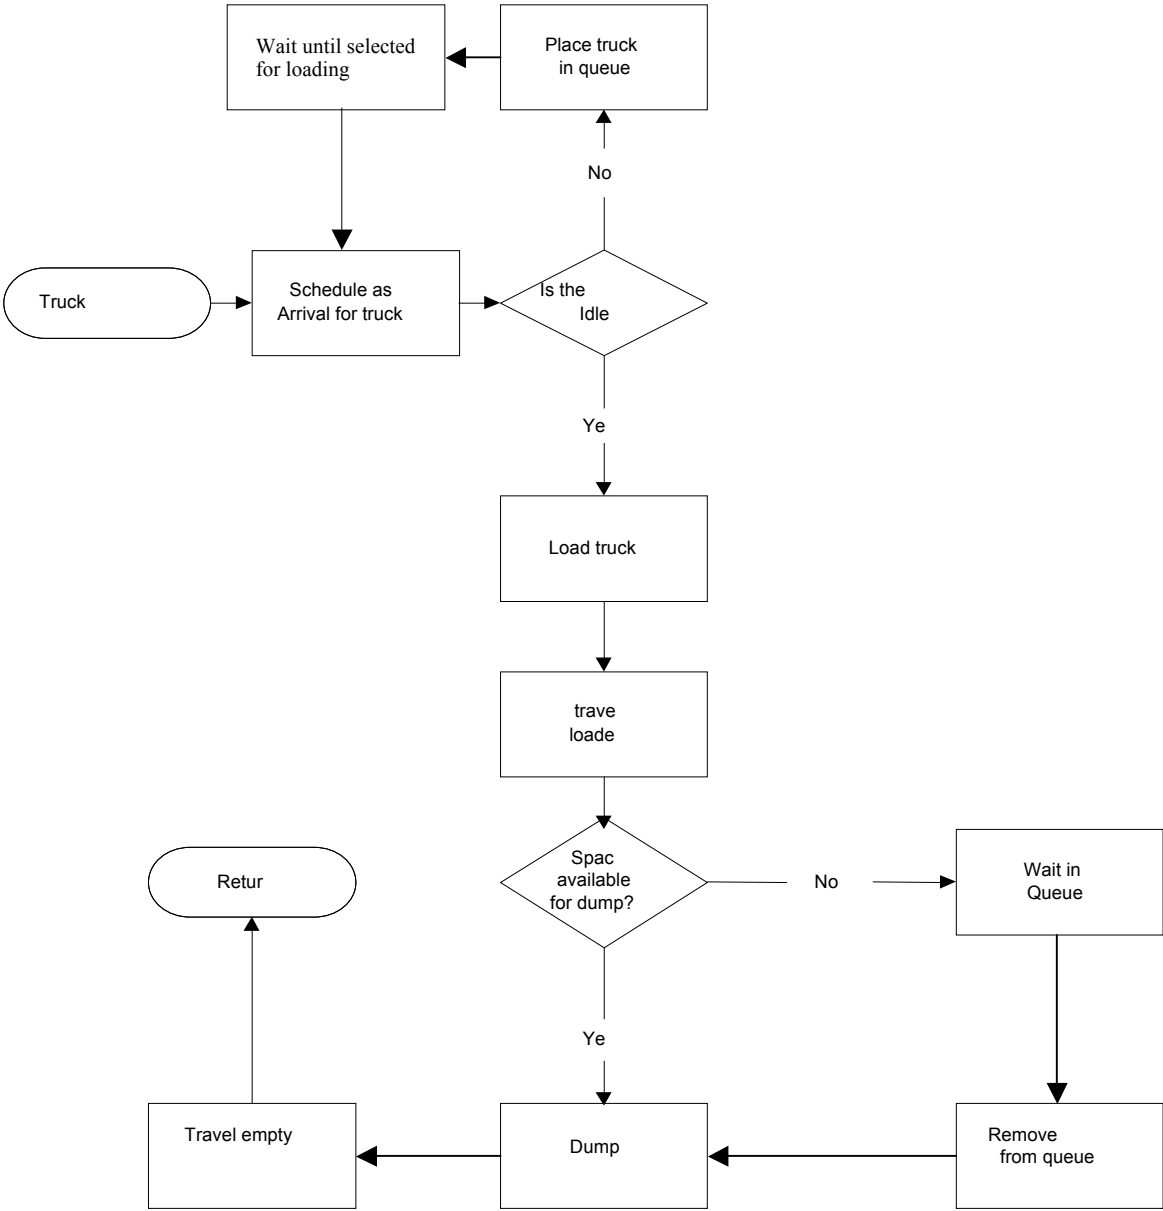 Wait until selected
for loading
Place truck
in queue
No
Truck
Schedule as
Arrival for truck
Is the
Idle
Ye
Load truck
trave
loade
Spac
available
for dump?
No
Wait in
Queue
Retur
Ye
Travel empty
Dump
Remove
from queue